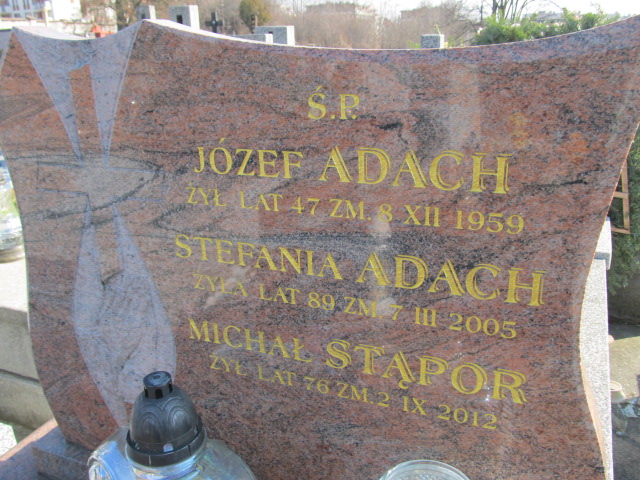 Ś.P.
JÓZEF ADACH
ŻYŁ LAT 47 ZM. 8 XII 1959
STEFANIA ADACH
ŻYŁA LAT 89 ZM. 7 III 2005
MICHAŁ STĄPOR
ŻYŁ LAT 76 ZM. 2 IX 2012